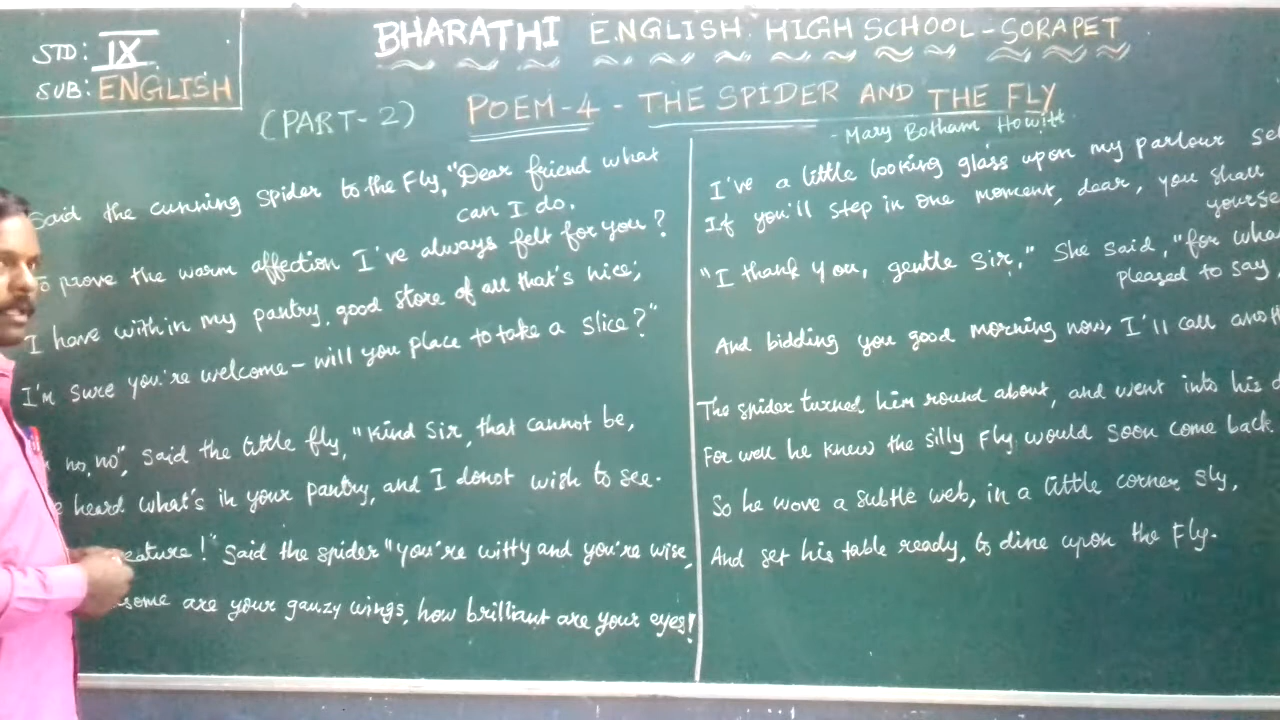 STD: IX
SUB: ENGLISH
BHARATHI ENGLISH HIGH SCHOOL - SORAPET
(PART-2) POEM-4 - THE SPIDER AND THE FLY
- Mary Botham Howitt
Said the cunning spider to the Fly, "Dear friend what
can I do.
To prove the warm affection I've always felt for you?
I have within my pantry, good store of all that's nice;
I'm sure you're welcome - will you place to take a slice?"
no, no", said the little fly, "Kind Sir, that cannot be,
heard what's in your pantry, and I donot wish to see.
eature!" Said the spider "you're witty and you're wise,
some are your gauzy wings, how brilliant are your eyes!
I've a little looking glass upon my parlour
If you'll step in one moment, dear, you shall
"I thank you, gentle Sir," She said, "for
pleased to say
And bidding you good morning now, I'll call
The spider turned him round about, and went into his
For well he knew the silly Fly would soon come back
So he wove a subtle web, in a little corner sly,
And set his table ready, to dine upon the Fly.